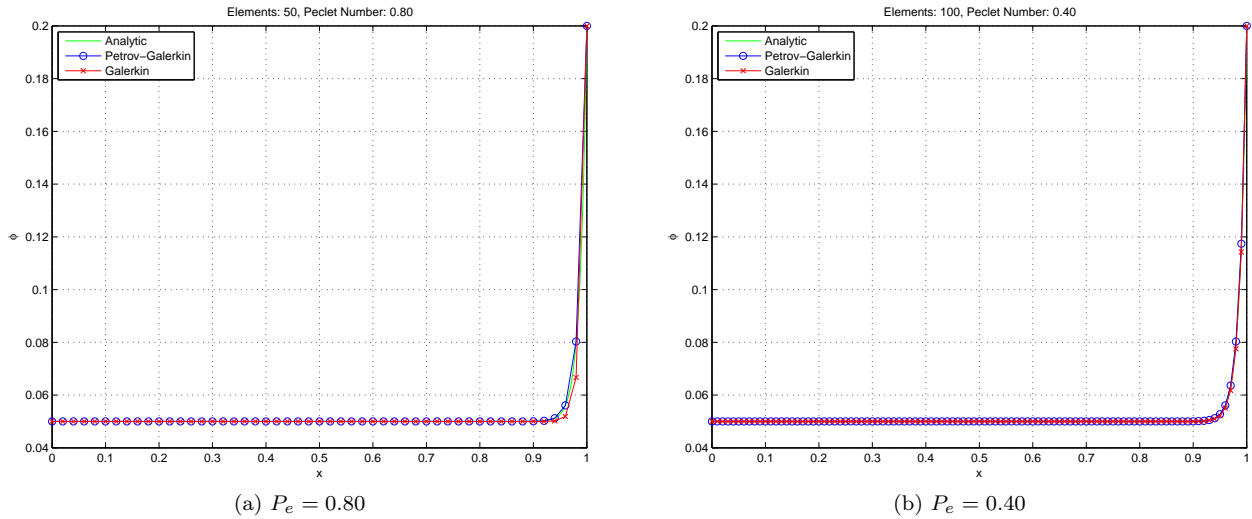 Elements: 50, Peclet Number: 0.80
0.2
0.18
0.16
0.14
0.12
0.1
0.08
0.06
0.04
ϕ
Analytic
Petrov−Galerkin
Galerkin
0 0.1 0.2 0.3 0.4 0.5 0.6 0.7 0.8 0.9 1
x
(a) Pe = 0.80
Elements: 100, Peclet Number: 0.40
0.2
0.18
0.16
0.14
0.12
0.1
0.08
0.06
0.04
ϕ
Analytic
Petrov−Galerkin
Galerkin
0 0.1 0.2 0.3 0.4 0.5 0.6 0.7 0.8 0.9 1
x
(b) Pe = 0.40